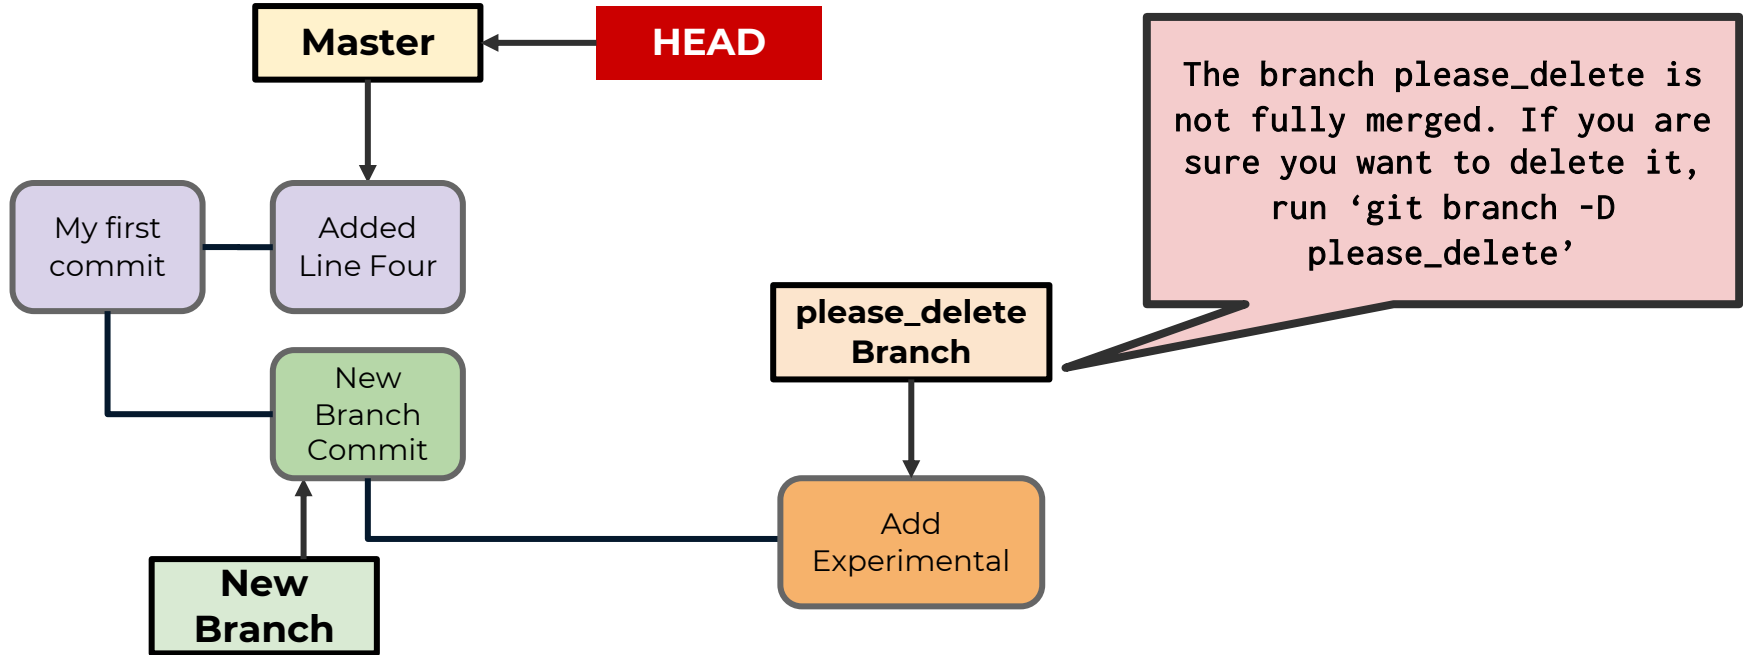 Master
HEAD
The branch please_delete is
not fully merged. If you are
sure you want to delete it,
run ‘git branch -D
please_delete’
My first
commit
Added
Line Four
please_delete
Branch
New
Branch
Commit
Add
Experimental
New
Branch